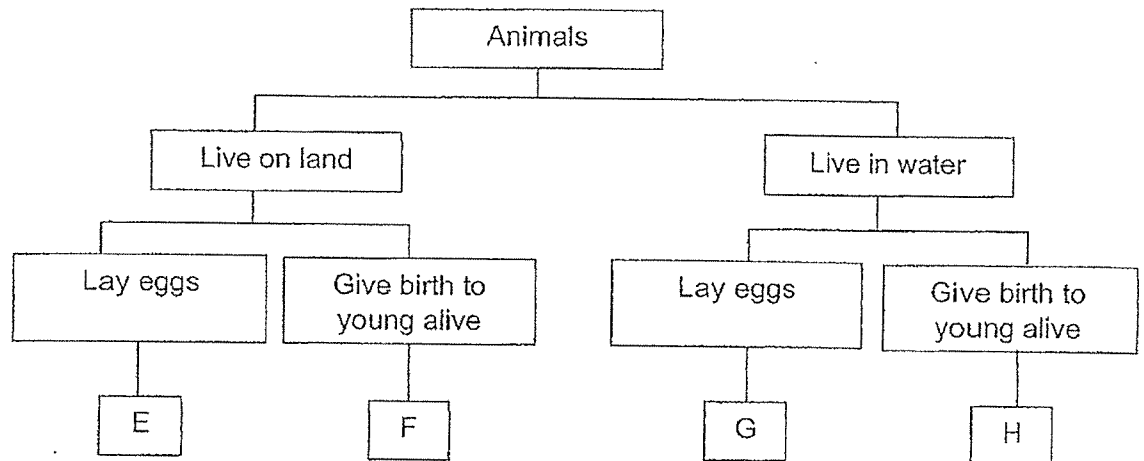 Animals
Live on land
Live in water
Lay eggs
Give birth to
young alive
Lay eggs
Give birth to
young alive
E
F
G
H